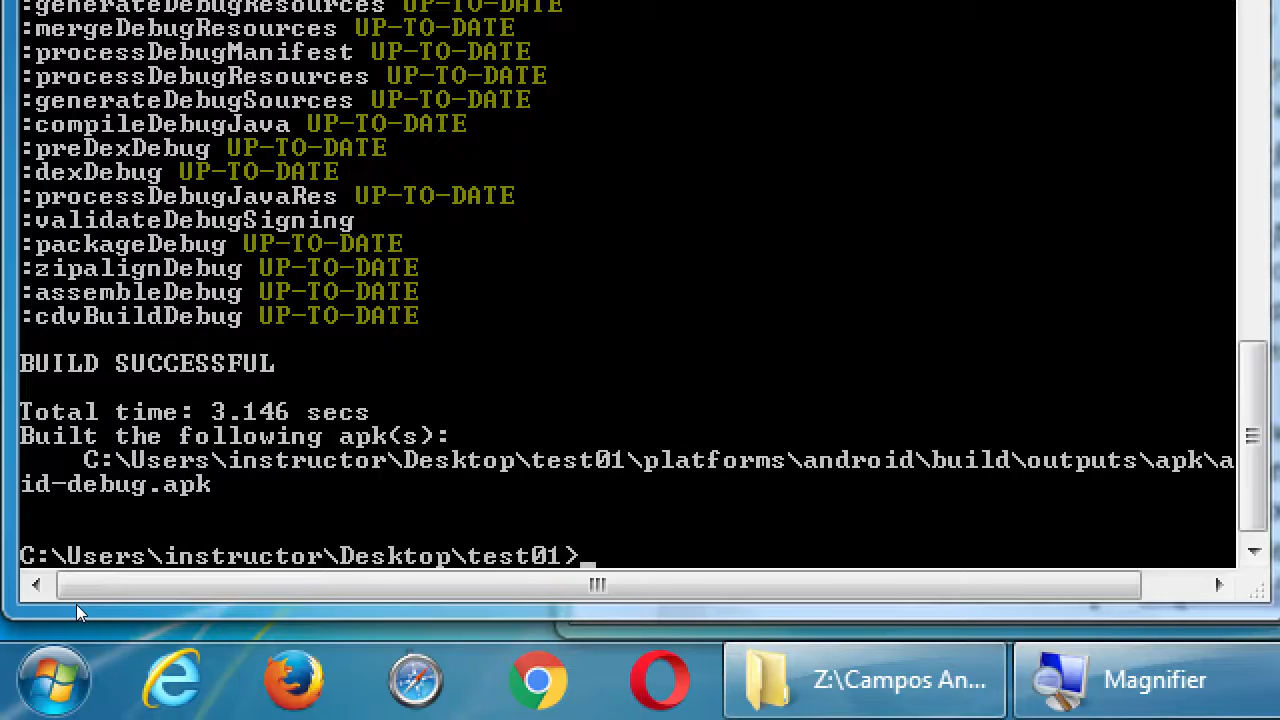 :generateDebugResources UP-TO-DATE
:mergeDebugResources UP-TO-DATE
:processDebugManifest UP-TO-DATE
:processDebugResources UP-TO-DATE
:generateDebugSources UP-TO-DATE
:compileDebugJava UP-TO-DATE
:preDexDebug UP-TO-DATE
:dexDebug UP-TO-DATE
:processDebugJavaRes UP-TO-DATE
:validateDebugSigning
:packageDebug UP-TO-DATE
:zipalignDebug UP-TO-DATE
:assembleDebug UP-TO-DATE
:cdvBuildDebug UP-TO-DATE
BUILD SUCCESSFUL
Total time: 3.146 secs
Built the following apk(s):
C:\Users\instructor\Desktop\test01\platforms\android\build\outputs\apk\a
id-debug.apk
C:\Users\instructor\Desktop\test01>_
Z:\Campos An...
Magnifier